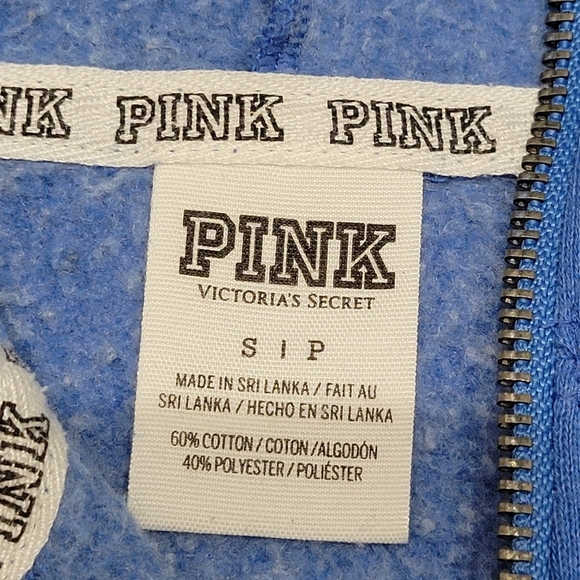 NK PINK PINK
PINK
VICTORIA'S SECRET
S | P
MADE IN SRI LANKA / FAIT AU
SRI LANKA / HECHO EN SRI LANKA
60% COTTON / COTON / ALGODÓN
40% POLYESTER / POLIÉSTER
PINK